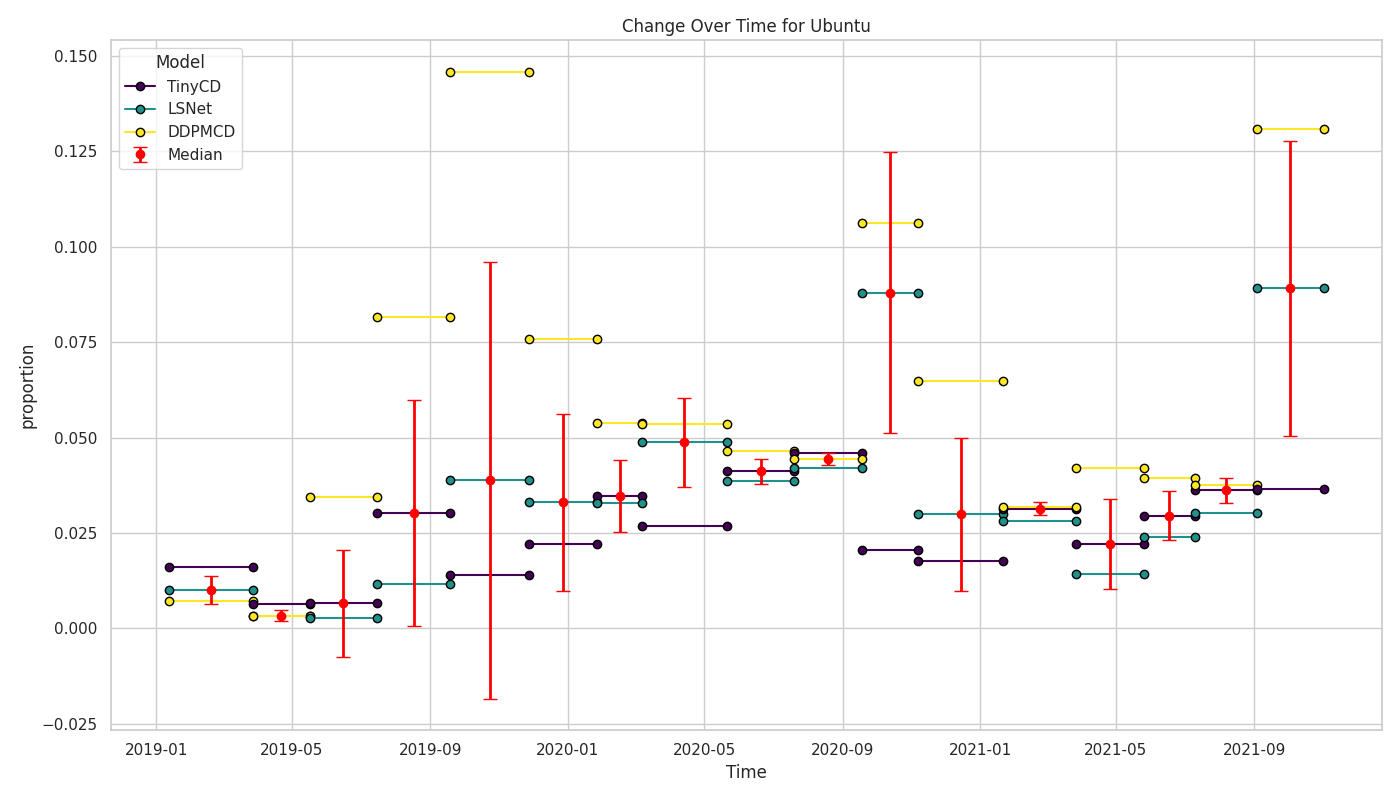 Change Over Time for Ubuntu
Model
TinyCD
LSNet
DDPMCD
Median
proportion
0.150
0.125
0.100
0.075
0.050
0.025
0.000
−0.025
2019-01 2019-05 2019-09 2020-01 2020-05 2020-09 2021-01 2021-05 2021-09
Time